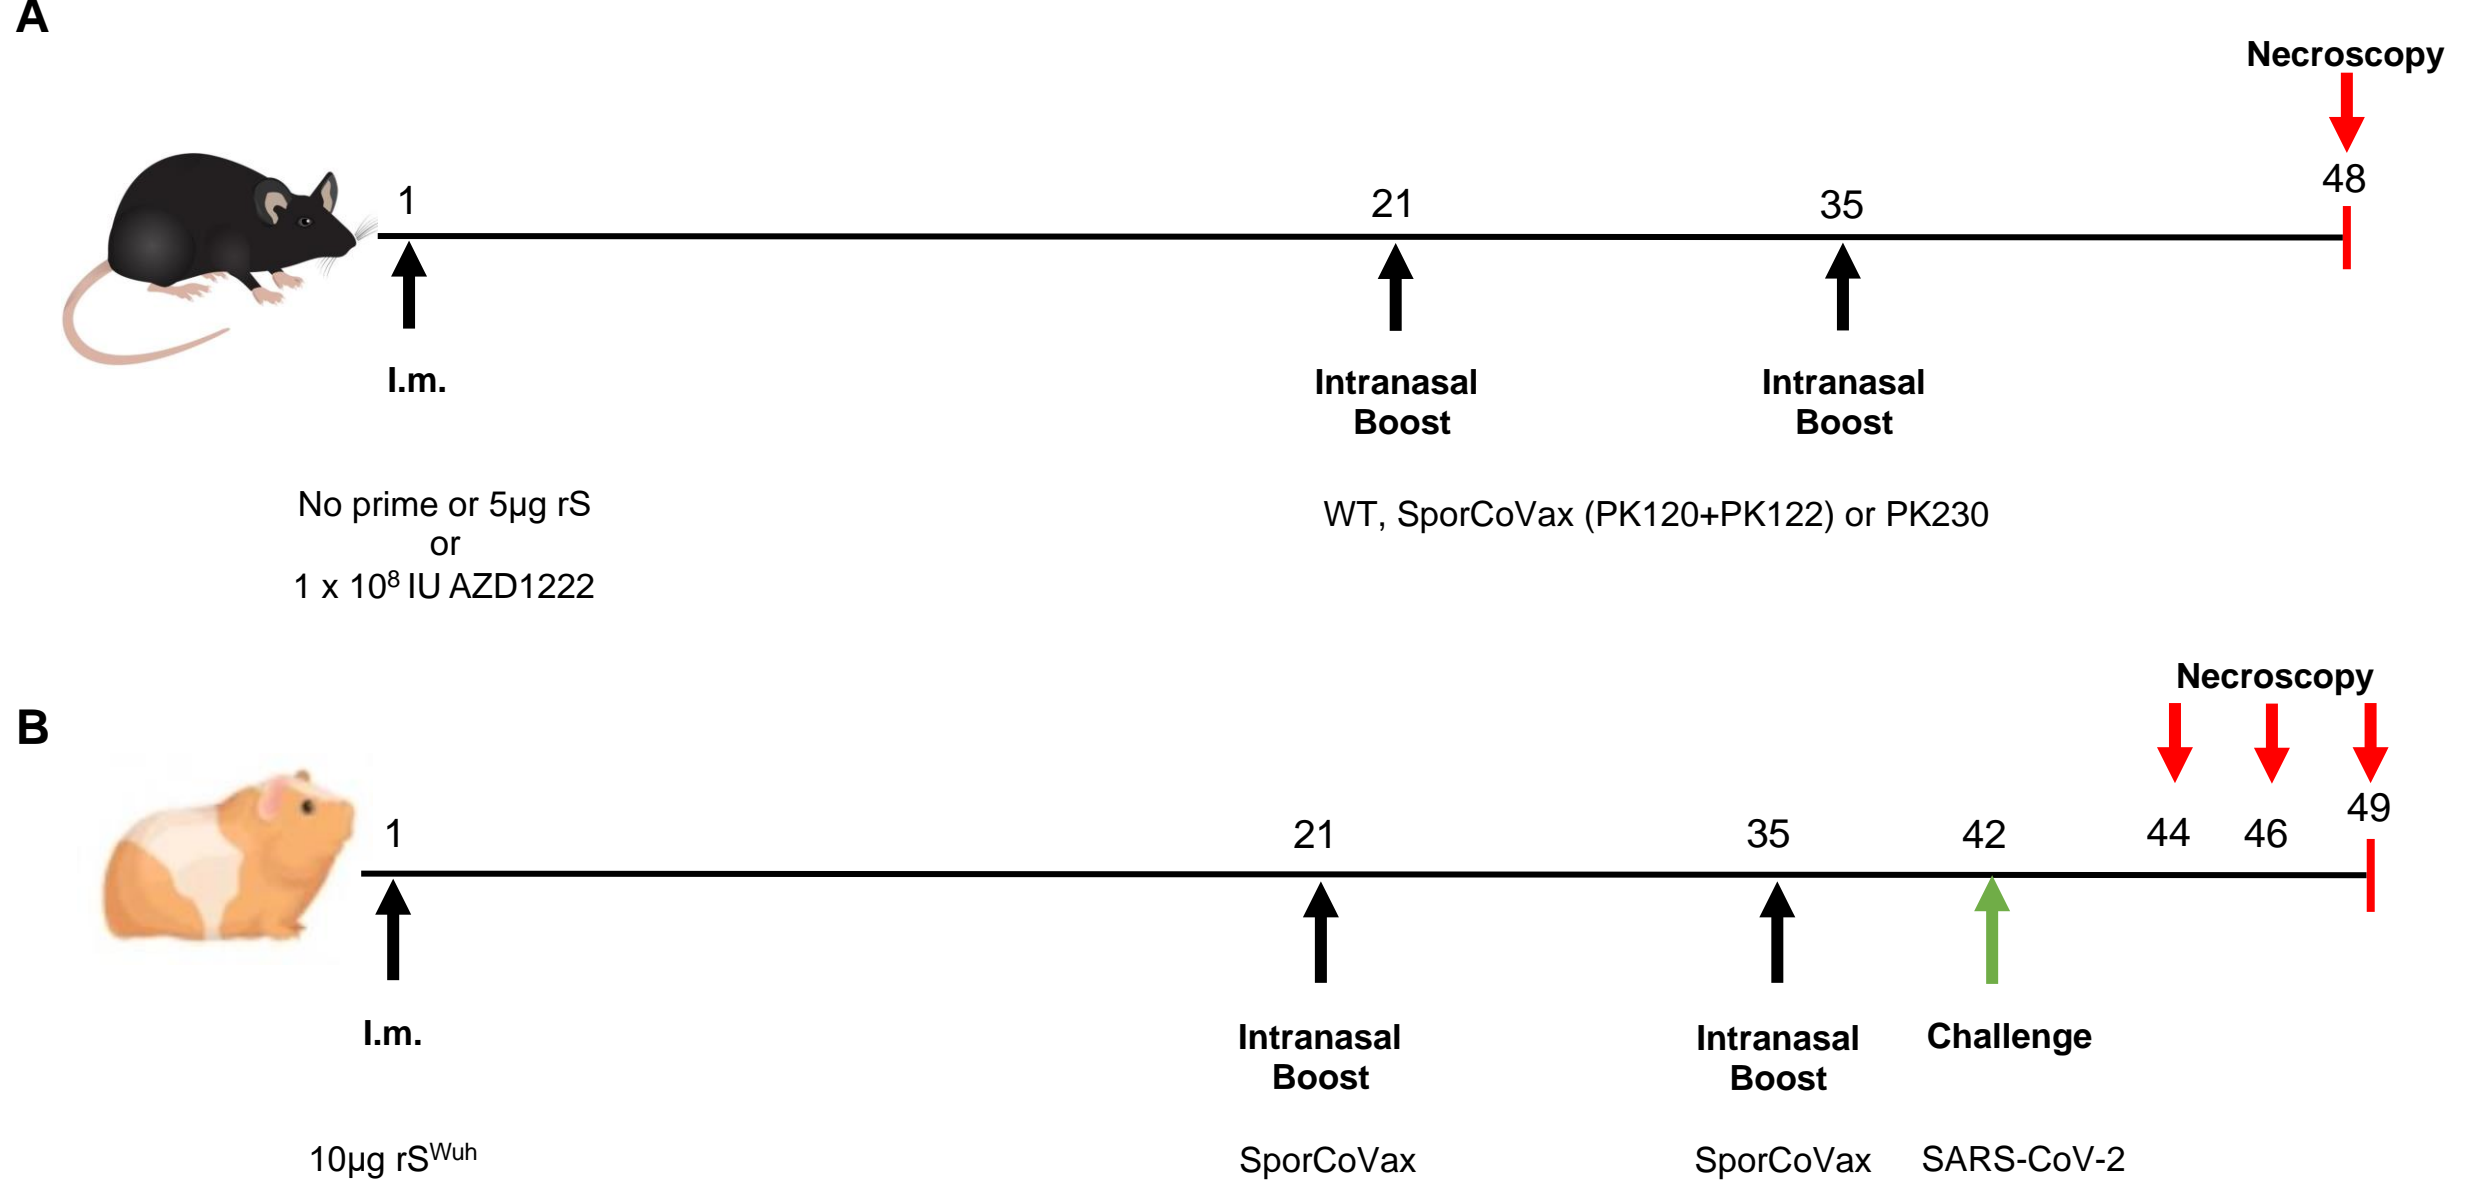 A
Necroscopy
1
21
35
48
I.m.
Intranasal
Boost
Intranasal
Boost
No prime or 5µg rS
or
1 x 10⁸ IU AZD1222
WT, SporCoVax (PK120+PK122) or PK230
B
Necroscopy
1
21
35
42
44
46
49
I.m.
Intranasal
Boost
Intranasal
Boost
Challenge
10µg rSᵂᵘʰ
SporCoVax
SporCoVax
SARS-CoV-2